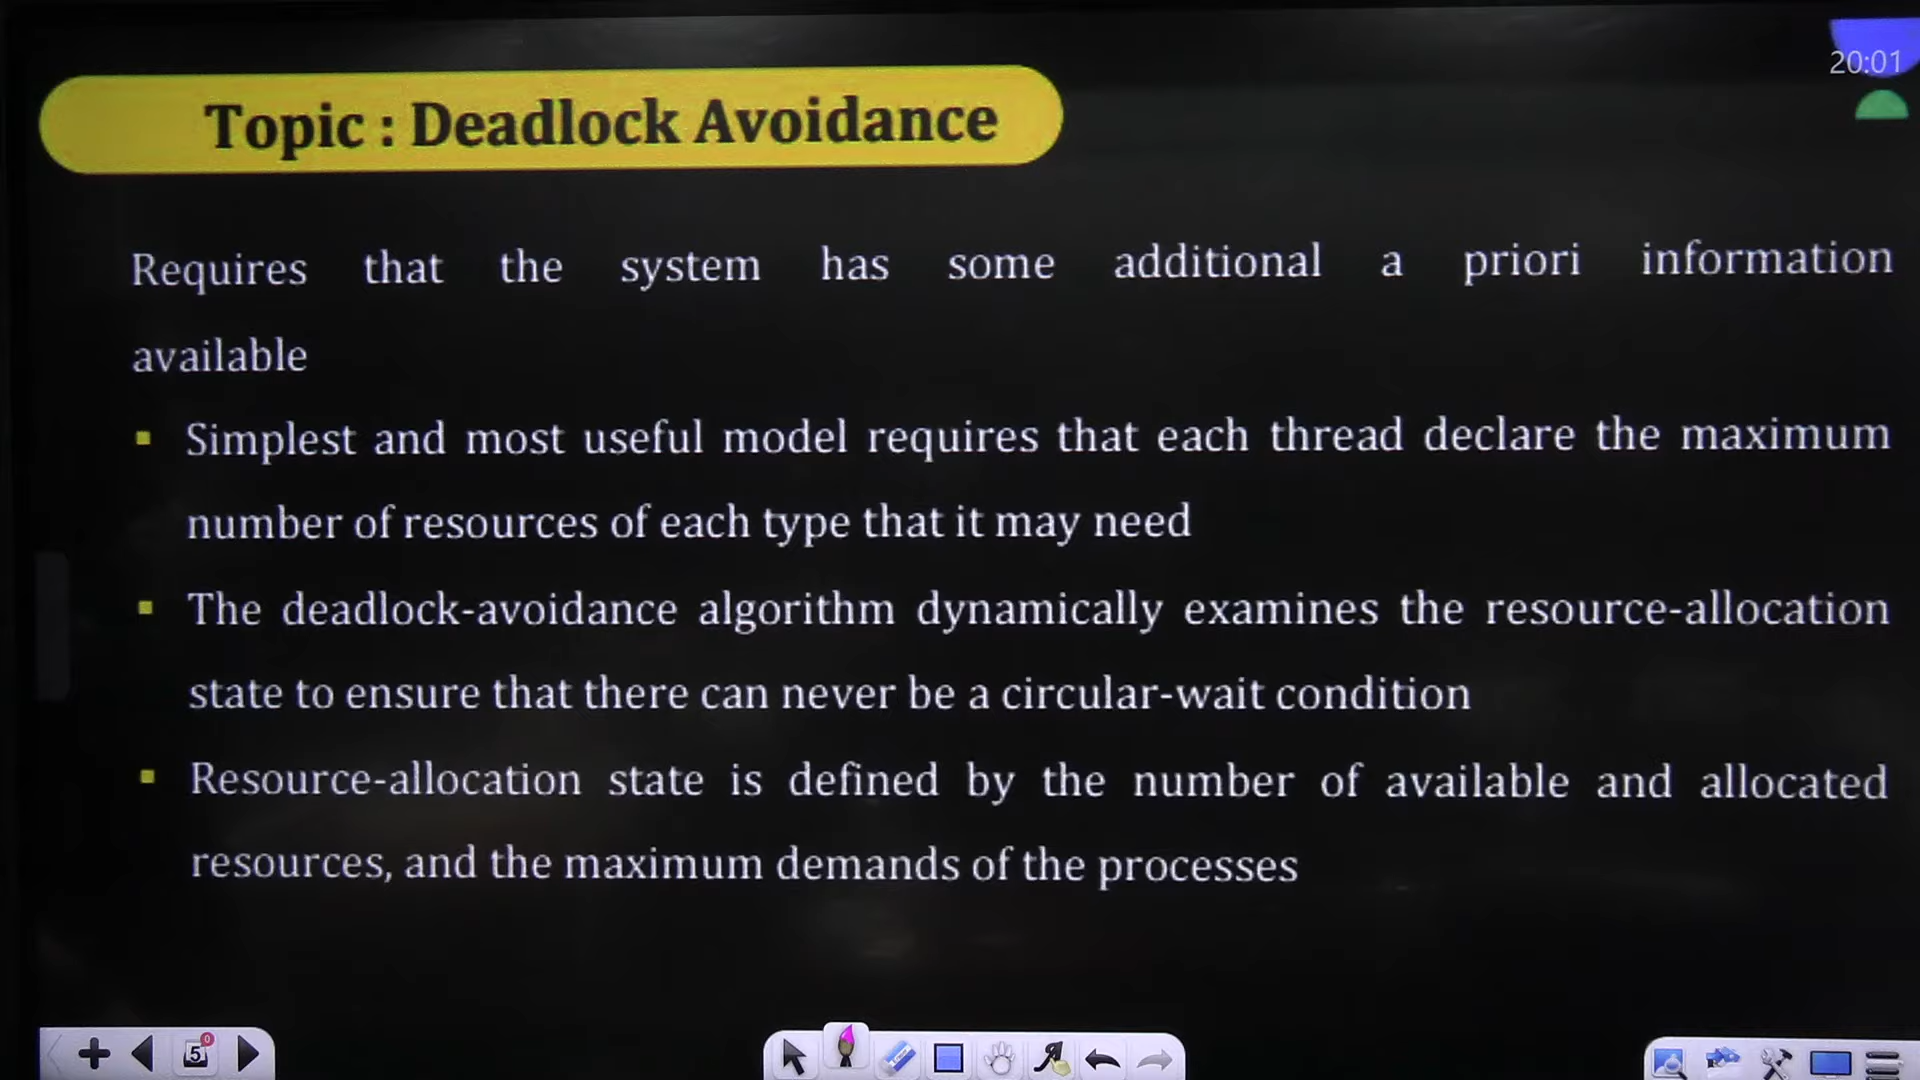 20:01
Topic : Deadlock Avoidance
Requires that the system has some additional a priori information
available
▪ Simplest and most useful model requires that each thread declare the maximum
number of resources of each type that it may need
▪ The deadlock-avoidance algorithm dynamically examines the resource-allocation
state to ensure that there can never be a circular-wait condition
▪ Resource-allocation state is defined by the number of available and allocated
resources, and the maximum demands of the processes
5
0